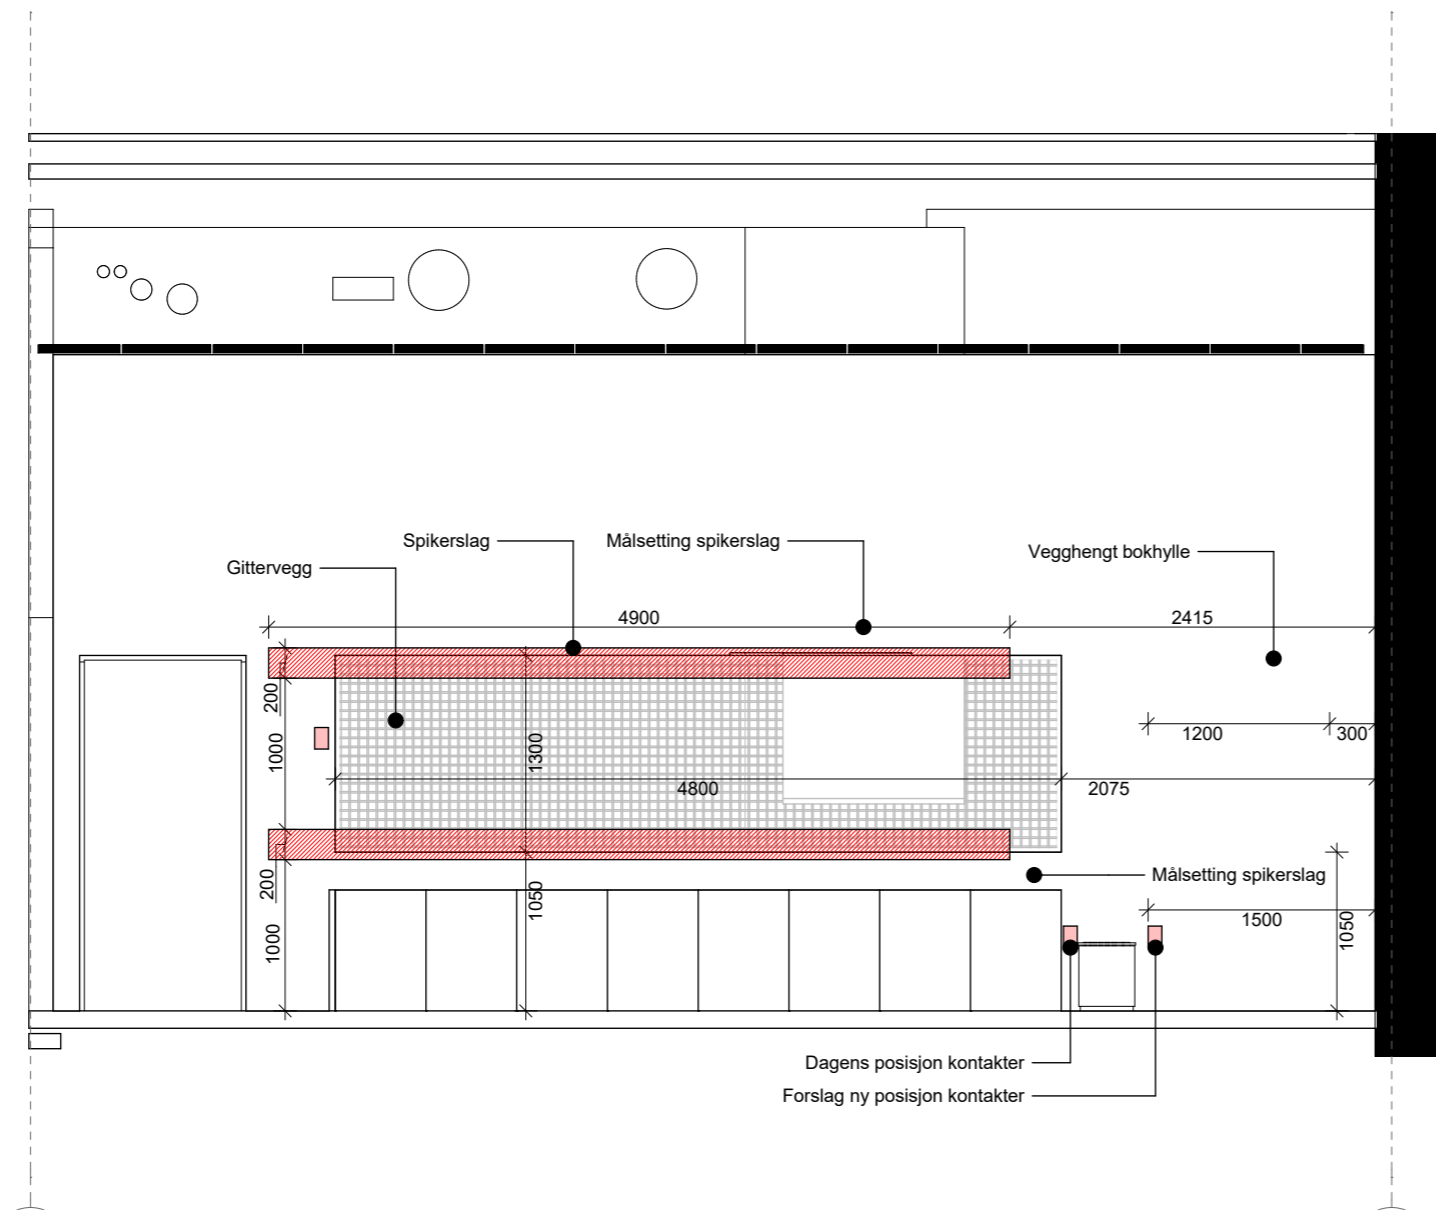 Spikerslag
Målsetting spikerslag
Vegghengt bokhylle
Gittervegg
4900
2415
200
1000
1300
1200
300
4800
2075
200
1050
Målsetting spikerslag
1500
1050
1000
Dagens posisjon kontakter
Forslag ny posisjon kontakter